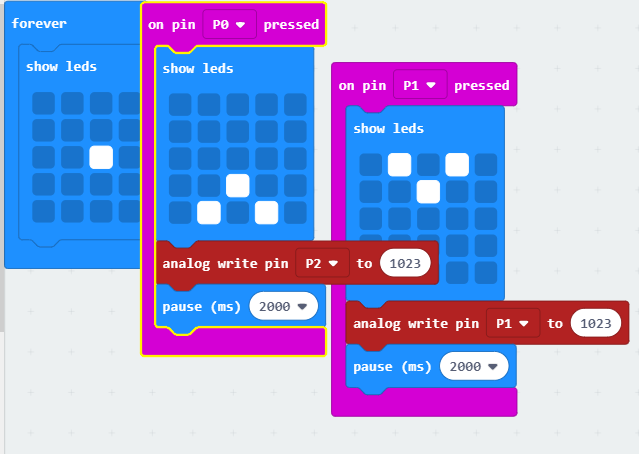 forever
show leds
on pin P0 pressed
show leds
analog write pin P2 to 1023
pause (ms) 2000
on pin P1 pressed
show leds
analog write pin P1 to 1023
pause (ms) 2000